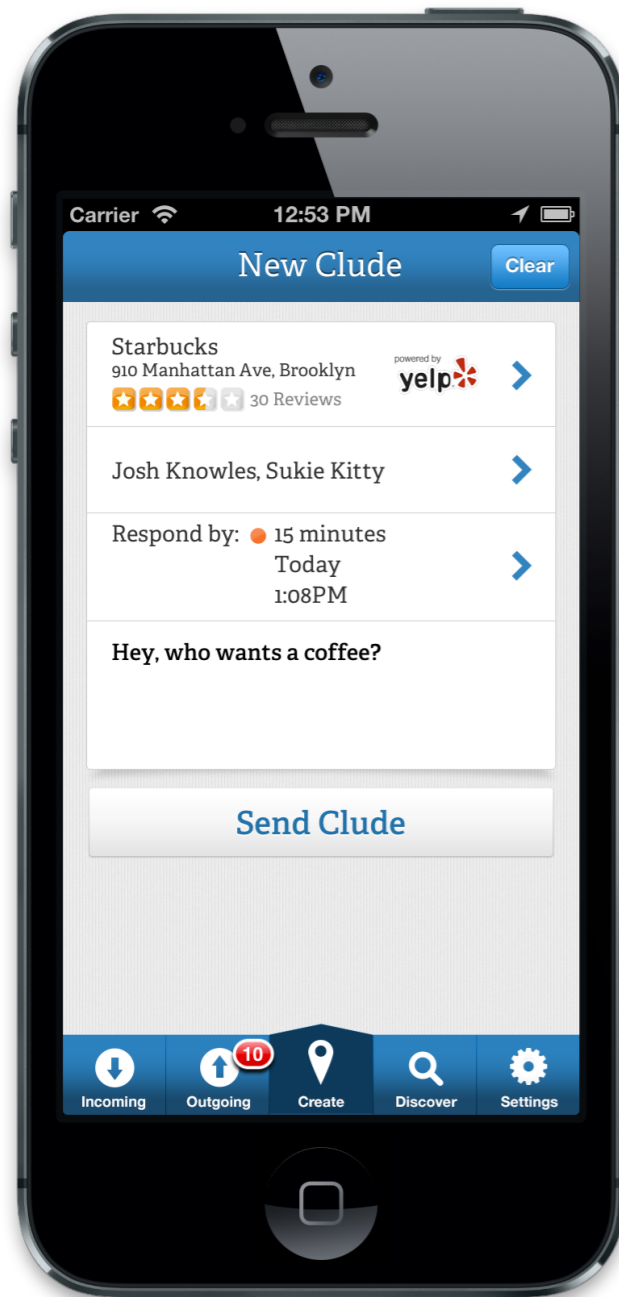 Carrier 12:53 PM
New Clude Clear
Starbucks
910 Manhattan Ave, Brooklyn
30 Reviews
powered by
yelp
Josh Knowles, Sukie Kitty
Respond by: 15 minutes
Today
1:08PM
Hey, who wants a coffee?
Send Clude
10
Incoming Outgoing Create Discover Settings